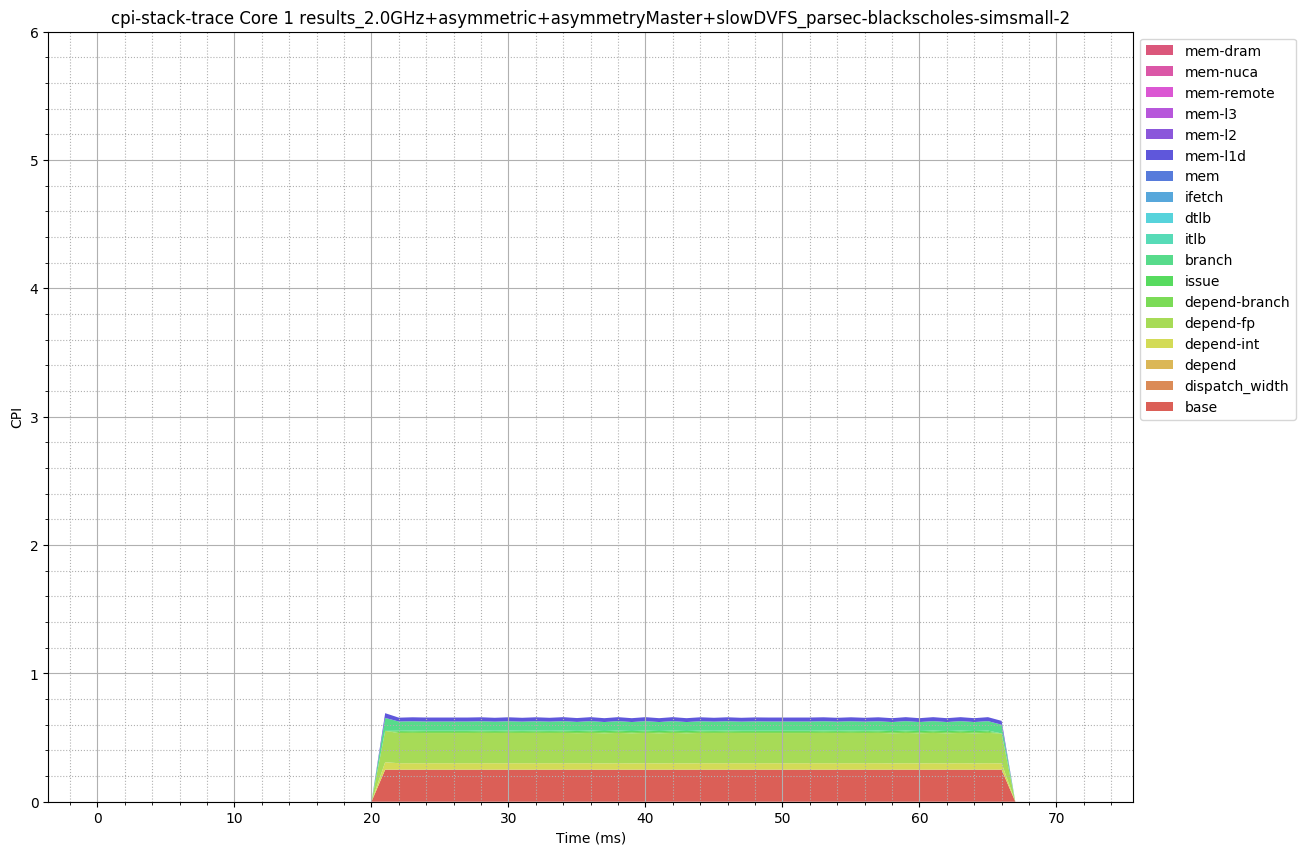 cpi-stack-trace Core 1 results_2.0GHz+asymmetric+asymmetryMaster+slowDVFS_parsec-blackscholes-simsmall-2
6
5
4
3
2
1
0
CPI
0 10 20 30 40 50 60 70
Time (ms)
mem-dram
mem-nuca
mem-remote
mem-l3
mem-l2
mem-l1d
mem
ifetch
dtlb
itlb
branch
issue
depend-branch
depend-fp
depend-int
depend
dispatch_width
base